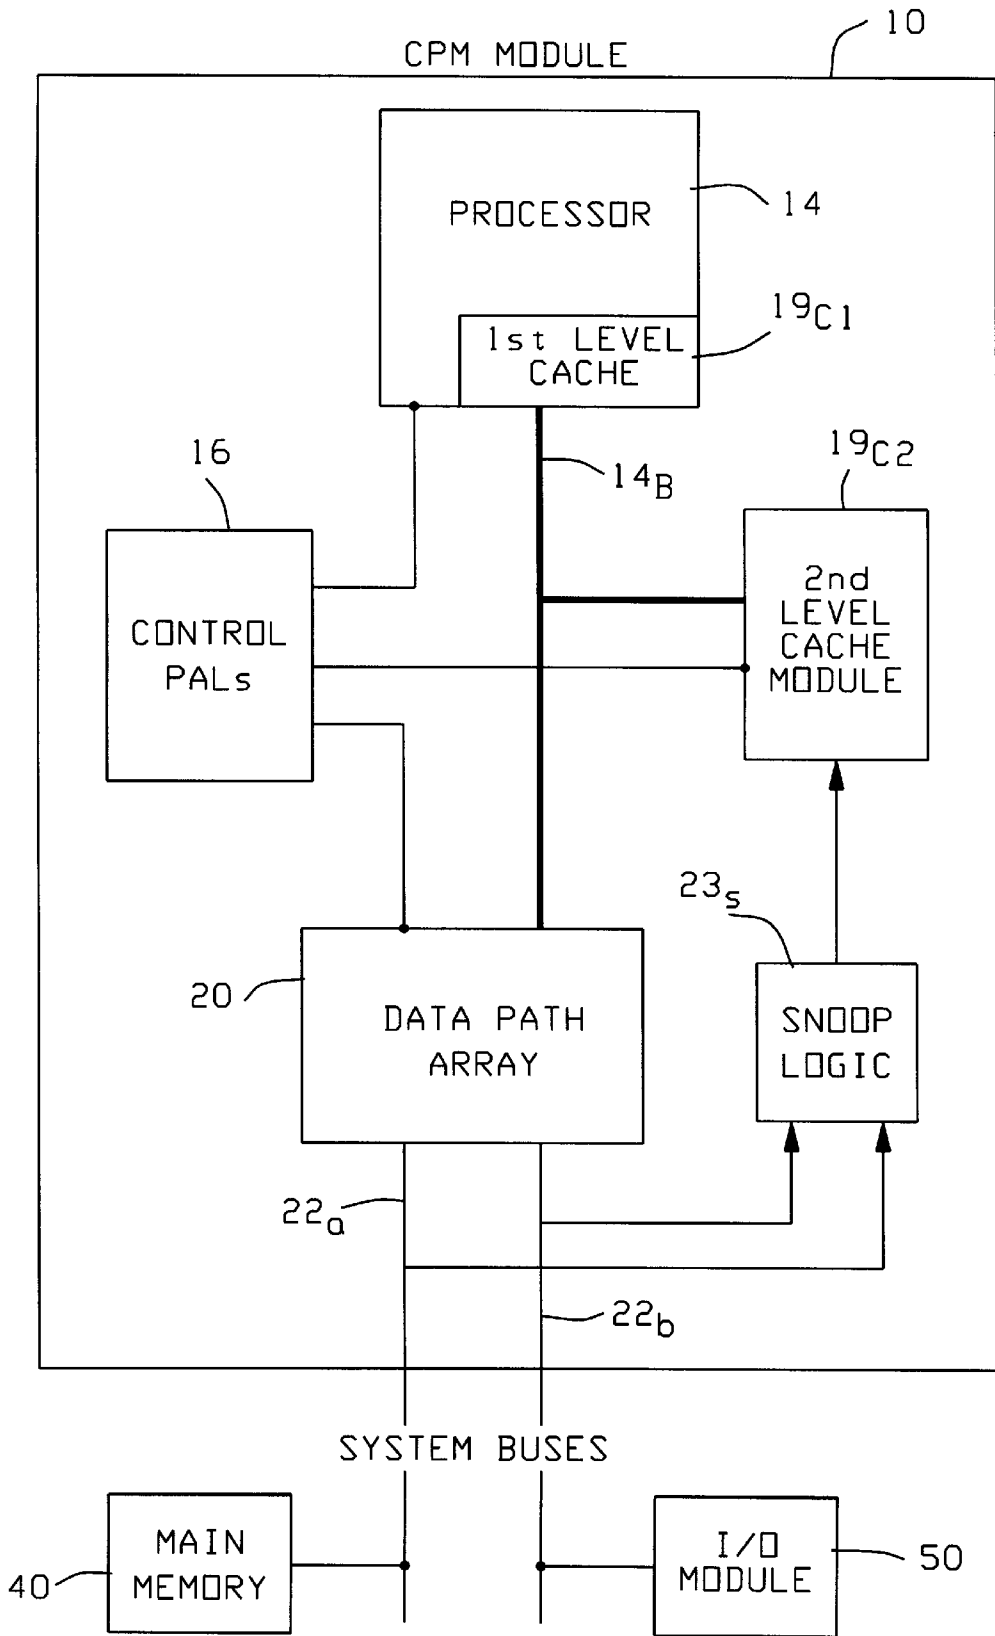 10
CPM MODULE
PROCESSOR
14
19C1
1st LEVEL
CACHE
16
14B
19C2
CONTROL
PALs
2nd
LEVEL
CACHE
MODULE
23s
20
DATA PATH
ARRAY
SNOOP
LOGIC
22a
22b
SYSTEM BUSES
MAIN
MEMORY
40
I/O
MODULE
50